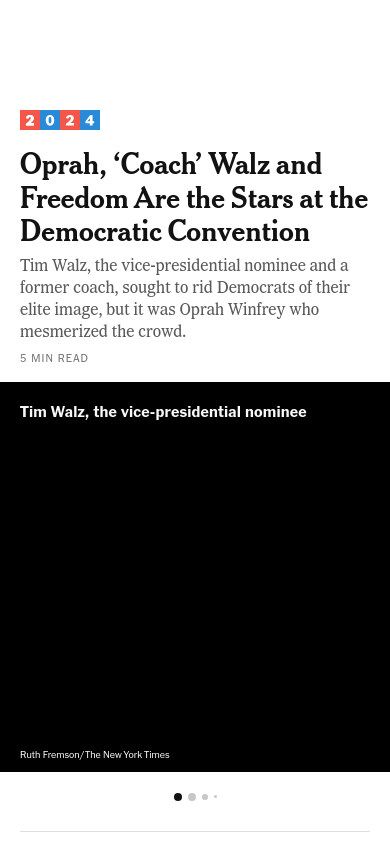 2024
Oprah, ‘Coach’ Walz and
Freedom Are the Stars at the
Democratic Convention
Tim Walz, the vice-presidential nominee and a
former coach, sought to rid Democrats of their
elite image, but it was Oprah Winfrey who
mesmerized the crowd.
5 MIN READ
Tim Walz, the vice-presidential nominee
Ruth Fremson/The New York Times